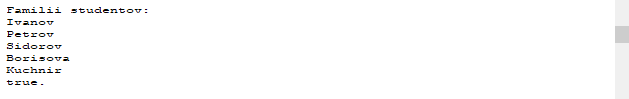 Familii studentov:
Ivanov
Petrov
Sidorov
Borisova
Kuchnir
true.